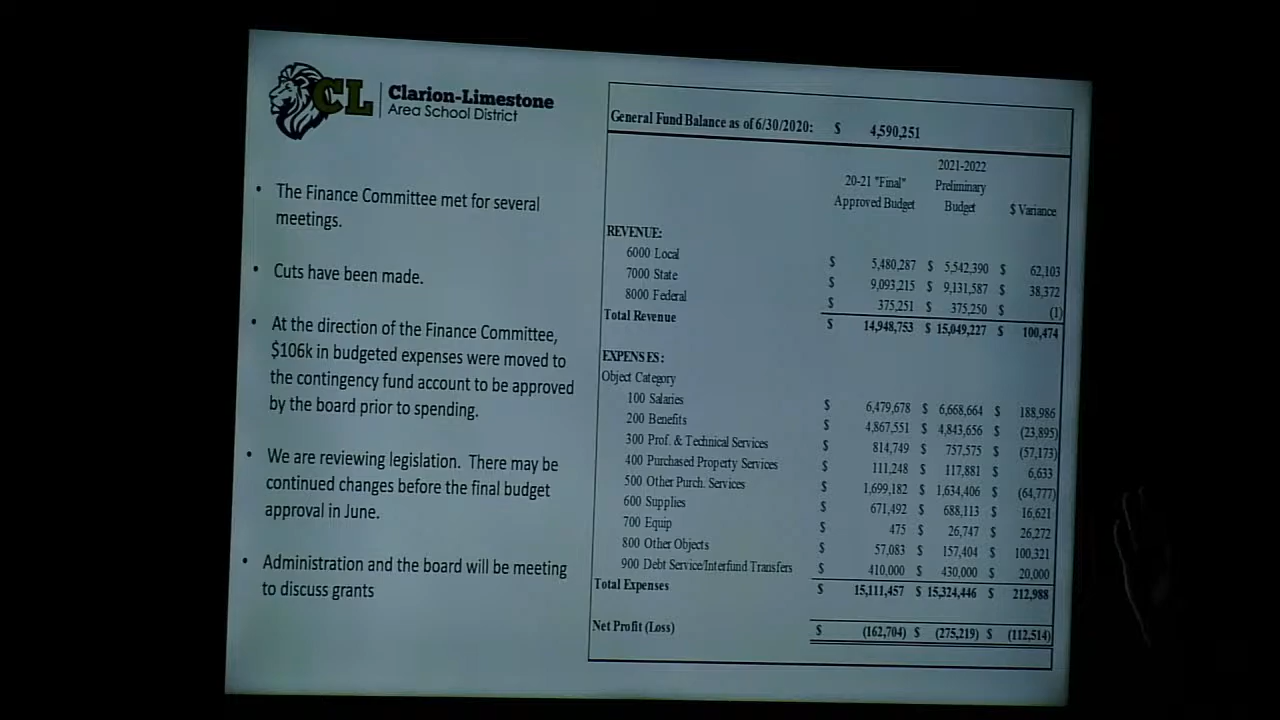 CL
Clarion-Limestone
Area School District
• The Finance Committee met for several
meetings.
• Cuts have been made.
• At the direction of the Finance Committee,
$106k in budgeted expenses were moved to
the contingency fund account to be approved
by the board prior to spending.
• We are reviewing legislation. There may be
continued changes before the final budget
approval in June.
• Administration and the board will be meeting
to discuss grants
General Fund Balance as of 6/30/2020: $ 4,590,251
2021-2022
20-21 "Final" Preliminary
Approved Budget Budget $ Variance
REVENUE:
6000 Local $ 5,480,287 $ 5,542,390 $ 62,103
7000 State $ 9,093,215 $ 9,131,587 $ 38,372
8000 Federal $ 375,251 $ 375,250 $ (1)
Total Revenue $ 14,948,753 $ 15,049,227 $ 100,474
EXPENSES:
Object Category
100 Salaries $ 6,479,678 $ 6,668,664 $ 188,986
200 Benefits $ 4,867,551 $ 4,843,656 $ (23,895)
300 Prof. & Technical Services $ 814,749 $ 757,575 $ (57,173)
400 Purchased Property Services $ 111,248 $ 117,881 $ 6,633
500 Other Purch. Services $ 1,699,182 $ 1,634,406 $ (64,777)
600 Supplies $ 671,492 $ 688,113 $ 16,621
700 Equip $ 475 $ 26,747 $ 26,272
800 Other Objects $ 57,083 $ 157,404 $ 100,321
900 Debt Service/Interfund Transfers $ 410,000 $ 430,000 $ 20,000
Total Expenses $ 15,111,457 $ 15,324,446 $ 212,988
Net Profit (Loss) $ (162,704) $ (275,219) $ (112,514)